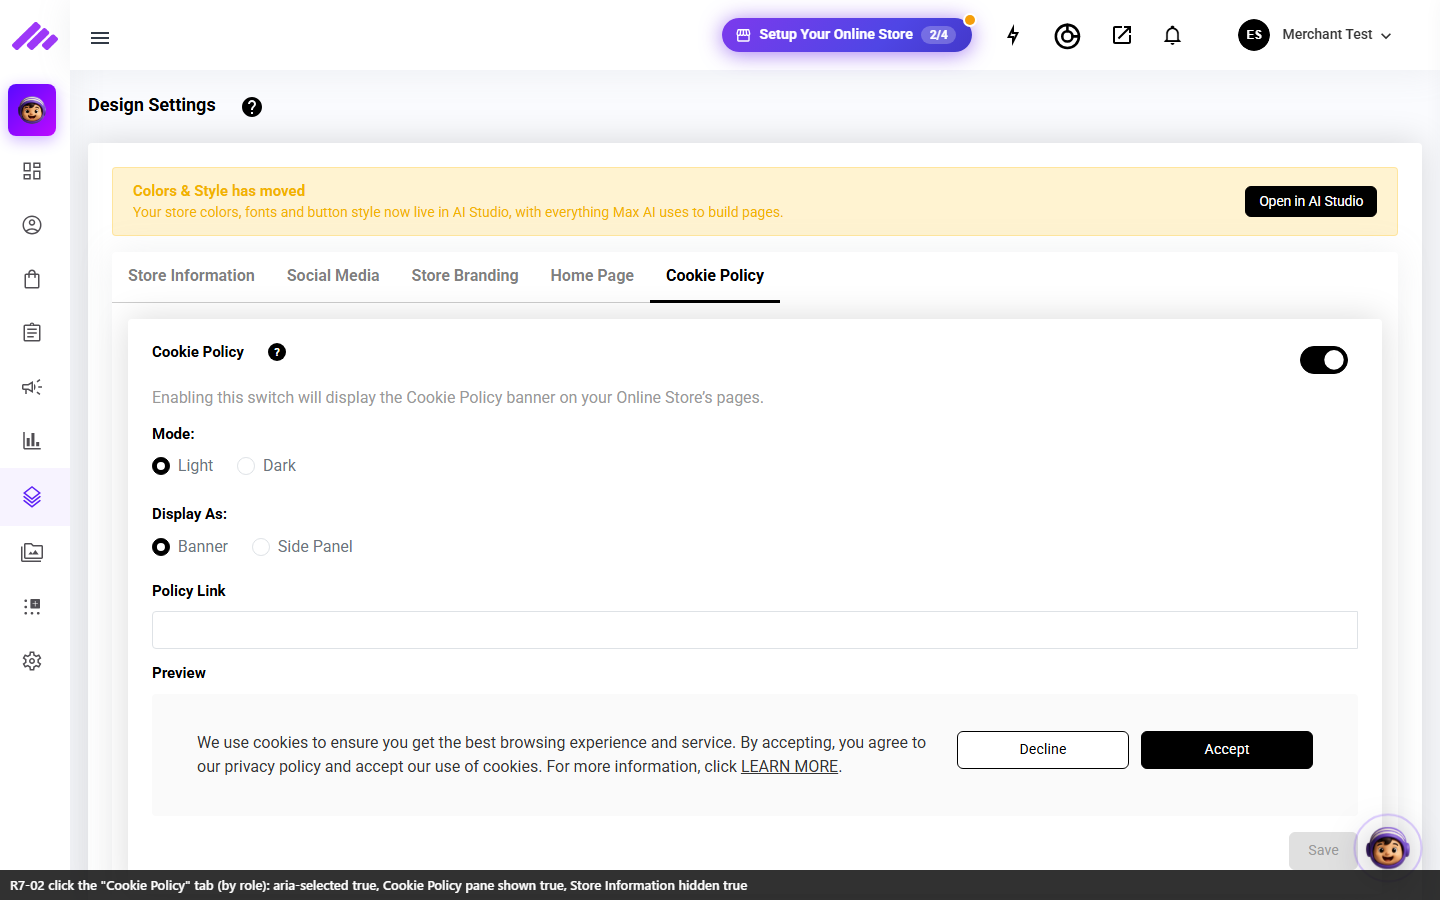 Setup Your Online Store 2/4
ES Merchant Test
Design Settings
Colors & Style has moved
Your store colors, fonts and button style now live in AI Studio, with everything Max AI uses to build pages.
Open in AI Studio
Store Information Social Media Store Branding Home Page Cookie Policy
Cookie Policy
Enabling this switch will display the Cookie Policy banner on your Online Store's pages.
Mode:
Light Dark
Display As:
Banner Side Panel
Policy Link
Preview
We use cookies to ensure you get the best browsing experience and service. By accepting, you agree to
our privacy policy and accept our use of cookies. For more information, click LEARN MORE.
Decline Accept
Save
R7-02 click the "Cookie Policy" tab (by role): aria-selected true, Cookie Policy pane shown true, Store Information hidden true